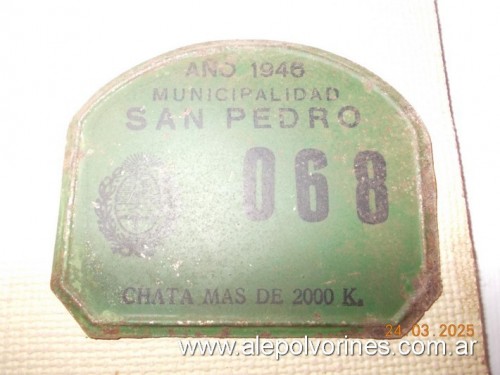 AÑO 1946
MUNICIPALIDAD
SAN PEDRO
068
CHATA MAS DE 2000 K.
24.03.2025
www.alepolvorines.com.ar